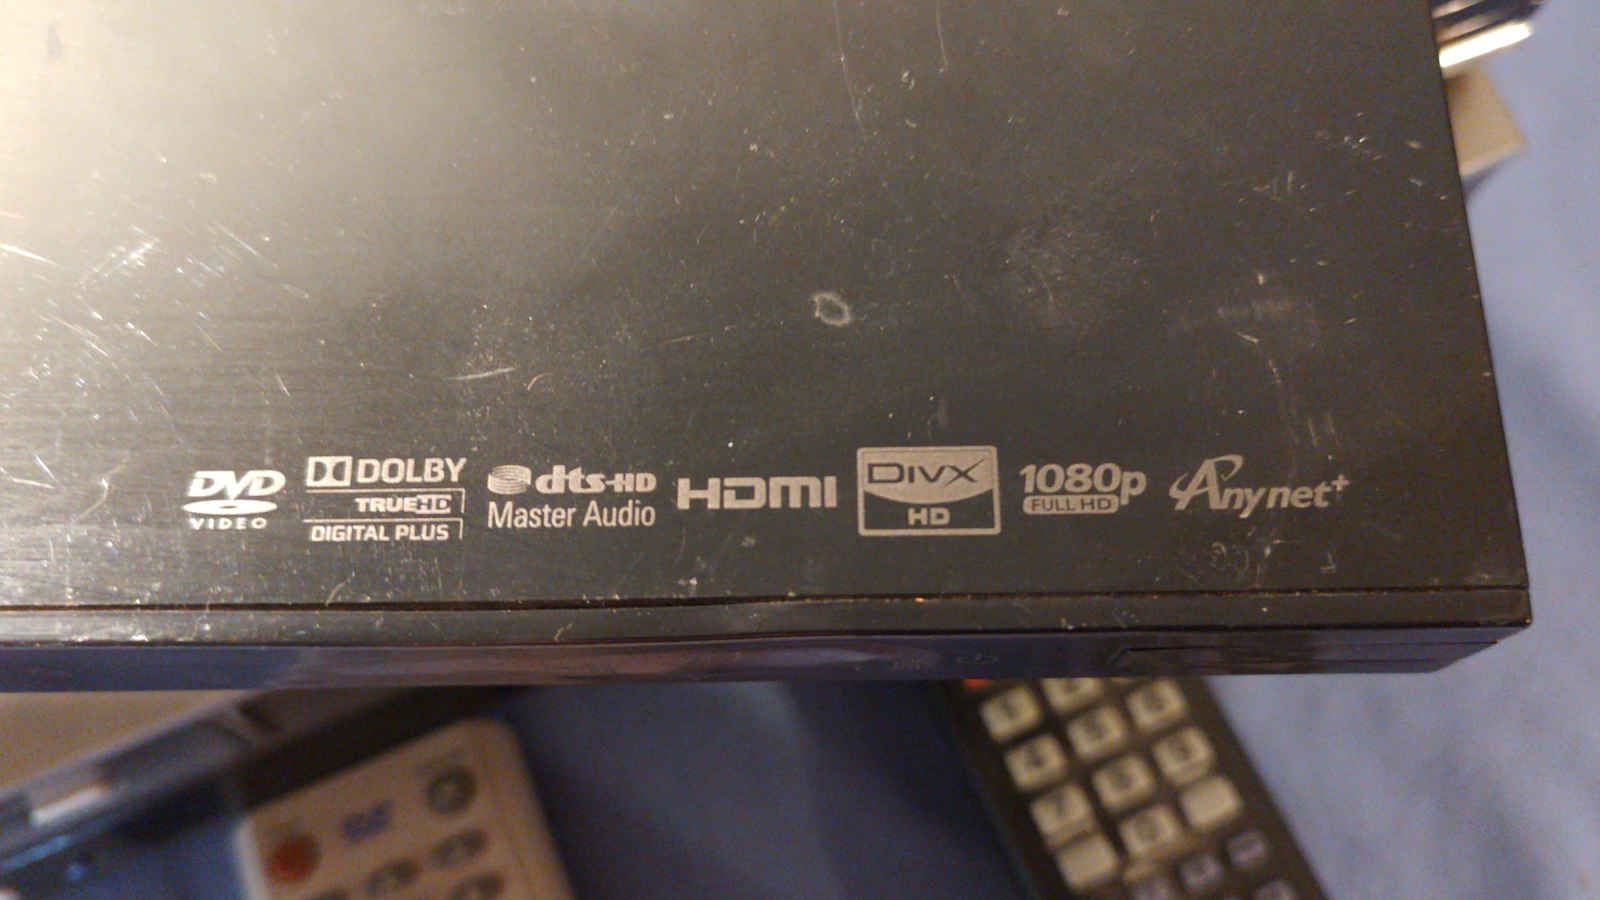 DVD
VIDEO
DOLBY
TRUEHD
DIGITAL PLUS
dts-HD
Master Audio
HDMI
DIVX
HD
1080p
FULL HD
Anynet+